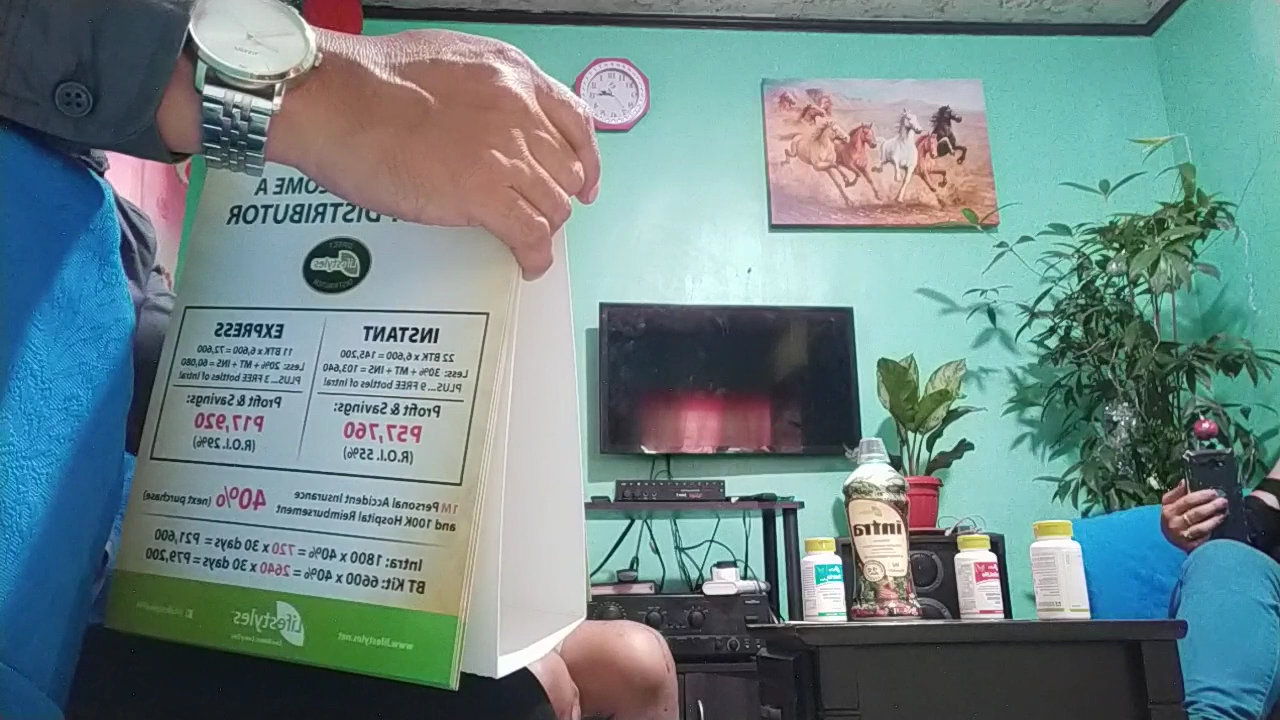 COME A
DISTRIBUTOR
DIRECT
Lifestyles
DISTRIBUTOR
INSTANT
22 BTK x 6,600 = 145,200
Less: 30% + MT + INS = 103,640
PLUS... 9 FREE bottles of Intra!
Profit & Savings:
P57,760
(R.O.I. 55%)
EXPRESS
11 BTK x 6,600 = 72,600
Less: 20% + MT + INS = 60,080
PLUS... 3 FREE bottles of Intra!
Profit & Savings:
P17,920
(R.O.I. 29%)
1M Personal Accident Insurance
and 100K Hospital Reimbursement
40% (next purchase)
Intra: 1800 x 40% = 720 x 30 days = P21,600
BT Kit: 6600 x 40% = 2640 x 30 days = P79,200
www.lifestyles.net
Lifestyles
intra